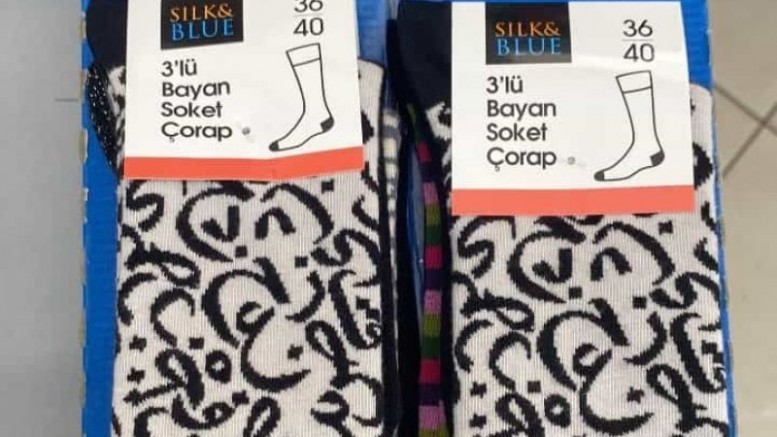 SILK&
BLUE
36
40
3'lü
Bayan
Soket
Çorap
SILK&
BLUE
36
40
3'lü
Bayan
Soket
Çorap